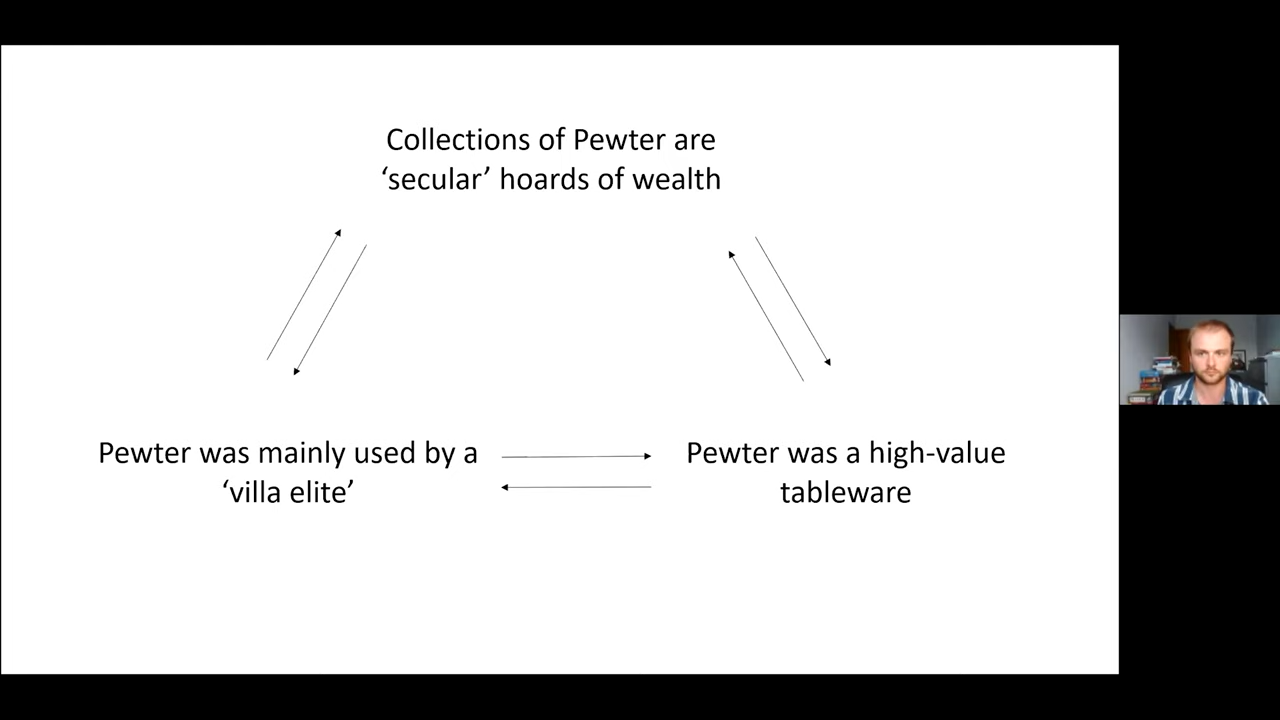 Collections of Pewter are
‘secular’ hoards of wealth
Pewter was mainly used by a
‘villa elite’
Pewter was a high-value
tableware